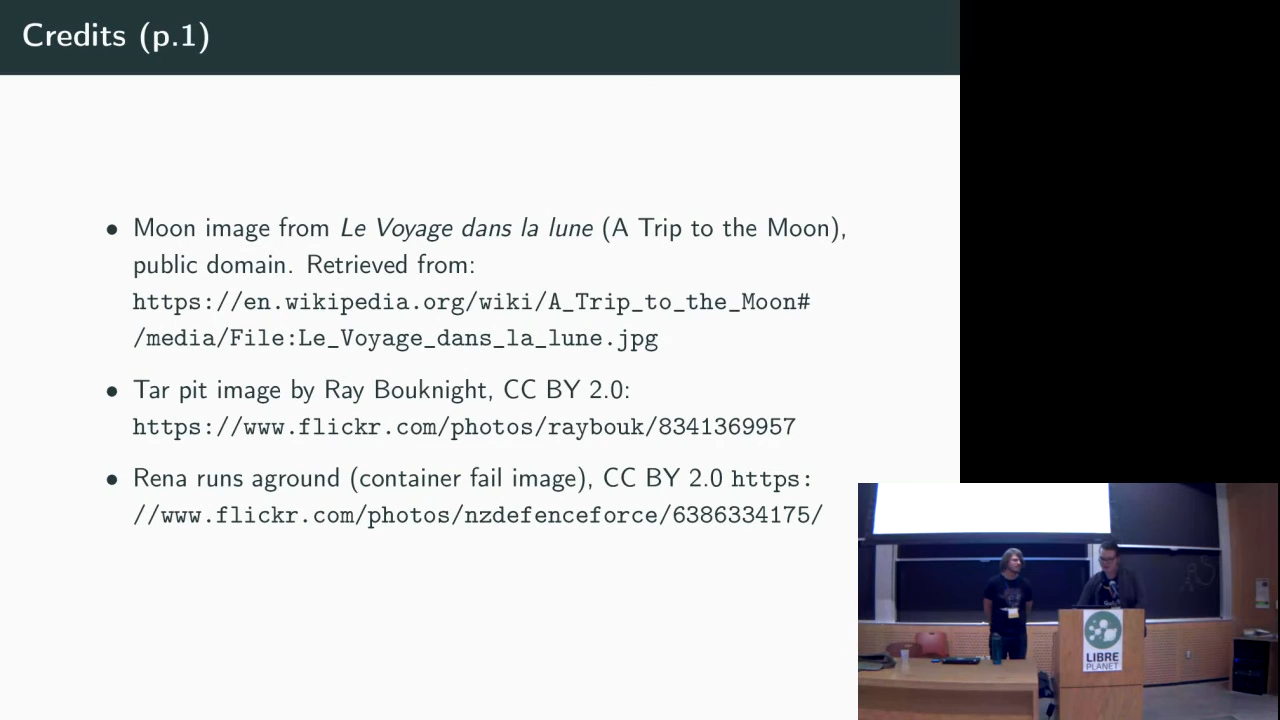 Credits (p.1)
• Moon image from Le Voyage dans la lune (A Trip to the Moon),
public domain. Retrieved from:
https://en.wikipedia.org/wiki/A_Trip_to_the_Moon#
/media/File:Le_Voyage_dans_la_lune.jpg
• Tar pit image by Ray Bouknight, CC BY 2.0:
https://www.flickr.com/photos/raybouk/8341369957
• Rena runs aground (container fail image), CC BY 2.0 https:
//www.flickr.com/photos/nzdefenceforce/6386334175/
LIBRE
PLANET